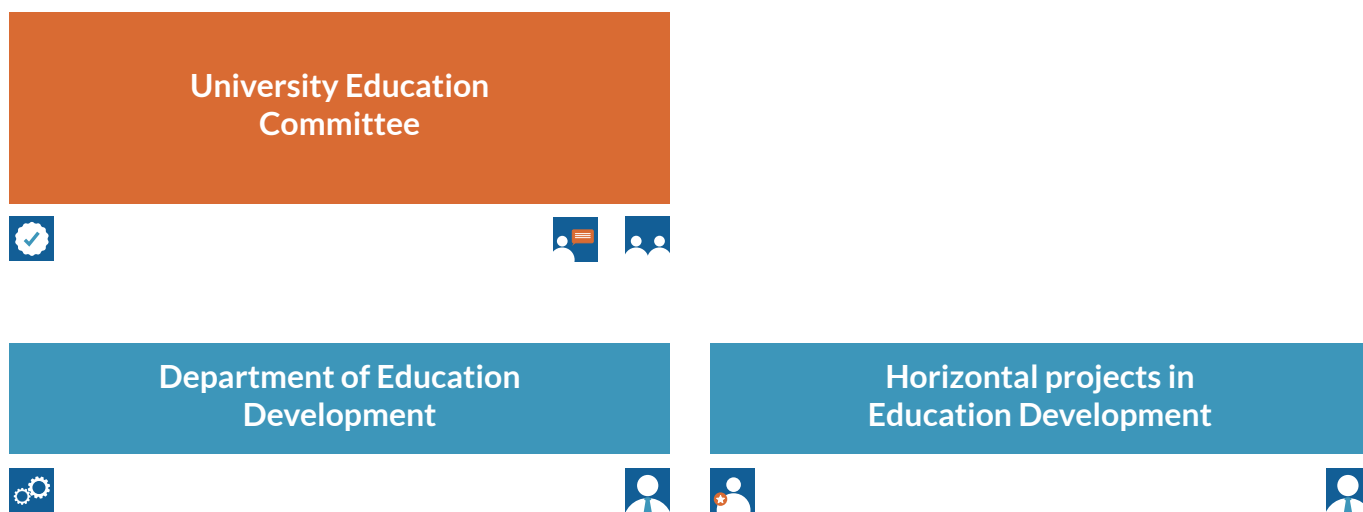 University Education
Committee
Department of Education
Development
Horizontal projects in
Education Development